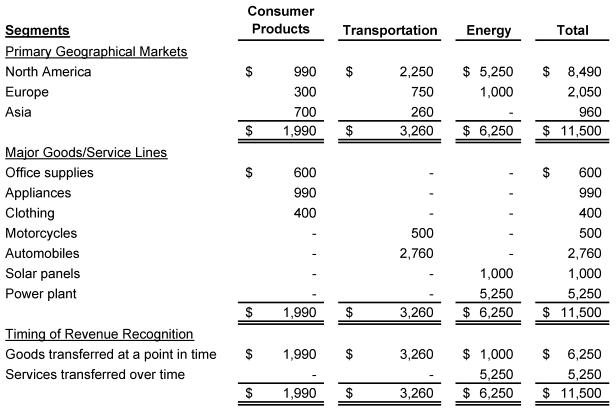 Segments Consumer Products Transportation Energy Total
Primary Geographical Markets
North America $ 990 $ 2,250 $ 5,250 $ 8,490
Europe 300 750 1,000 2,050
Asia 700 260 - 960
$ 1,990 $ 3,260 $ 6,250 $ 11,500
Major Goods/Service Lines
Office supplies $ 600 - - $ 600
Appliances 990 - - 990
Clothing 400 - - 400
Motorcycles - 500 - 500
Automobiles - 2,760 - 2,760
Solar panels - - 1,000 1,000
Power plant - - 5,250 5,250
$ 1,990 $ 3,260 $ 6,250 $ 11,500
Timing of Revenue Recognition
Goods transferred at a point in time $ 1,990 $ 3,260 $ 1,000 $ 6,250
Services transferred over time - - 5,250 5,250
$ 1,990 $ 3,260 $ 6,250 $ 11,500